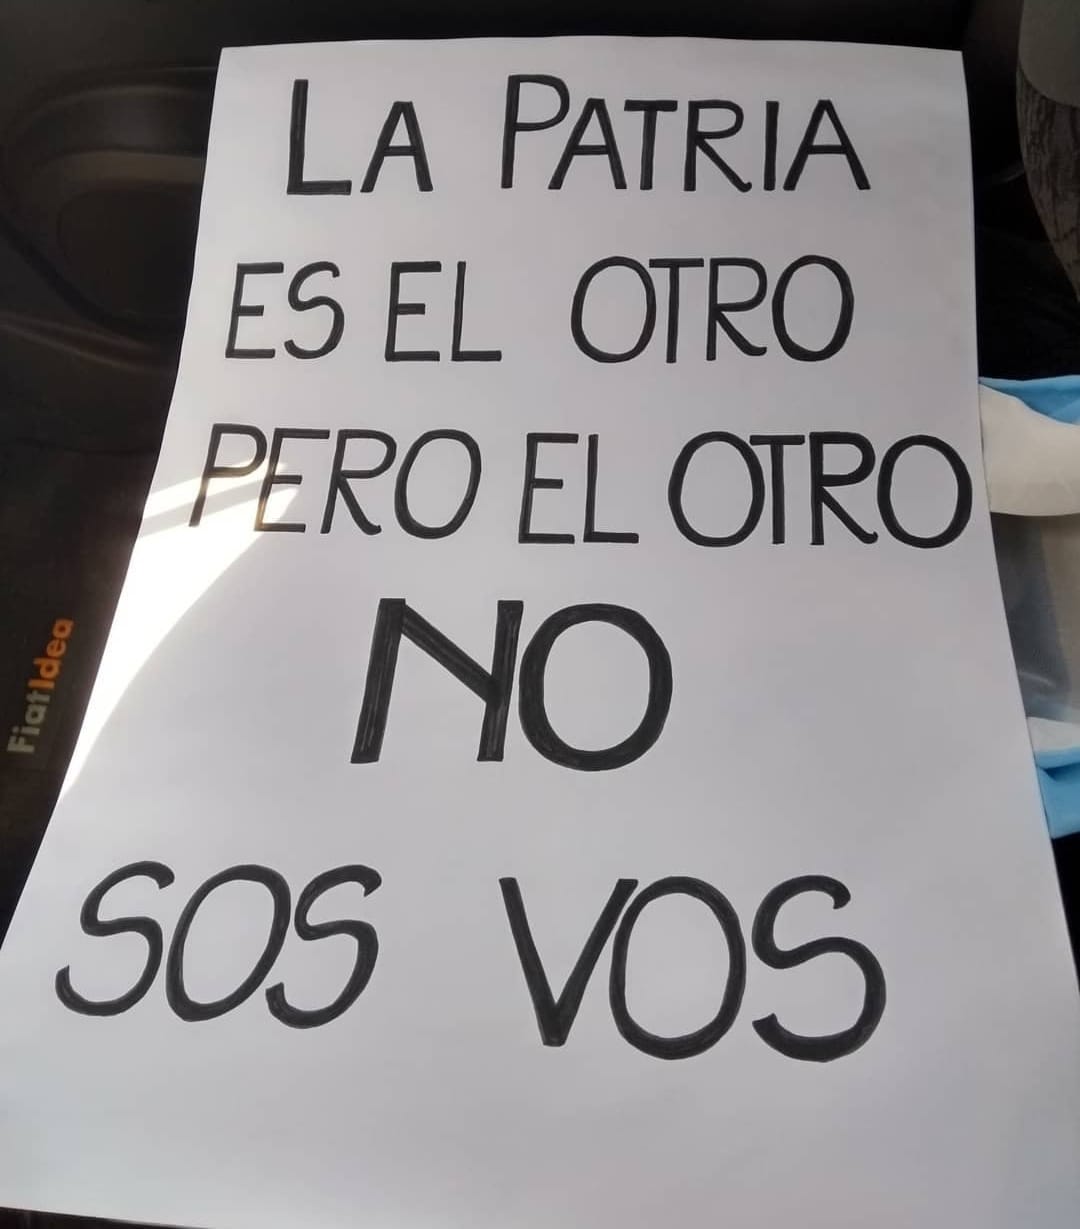 LA PATRIA
ES EL OTRO
PERO EL OTRO
NO
SOS VOS
FiatIdea